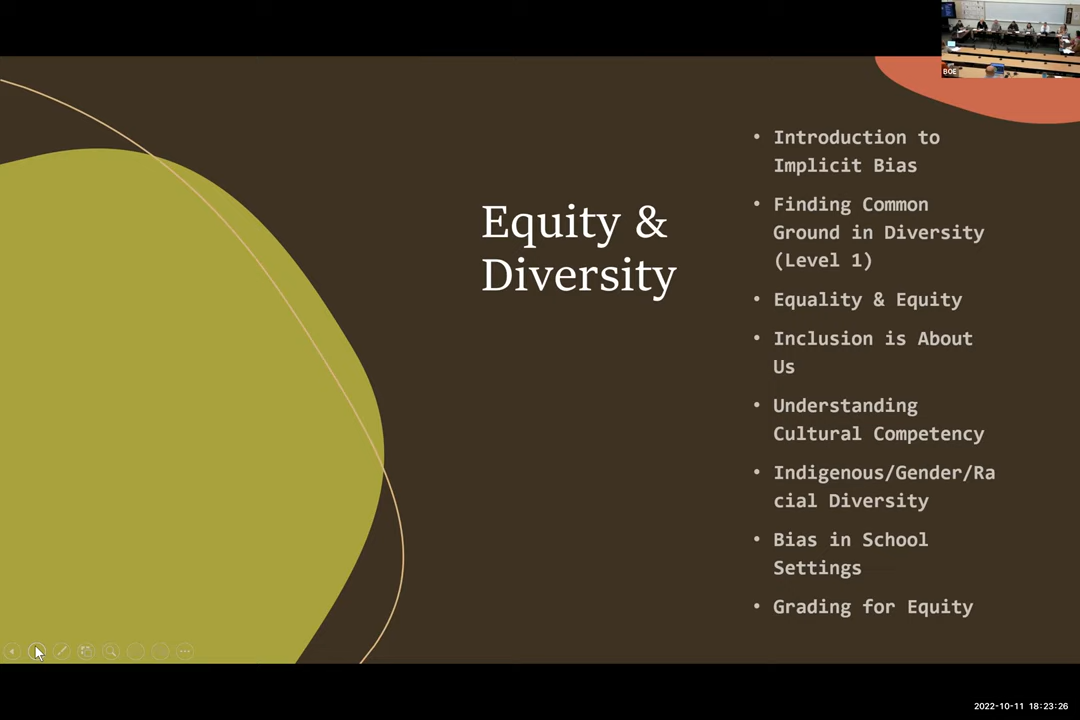 BOE
Equity &
Diversity
• Introduction to
Implicit Bias
• Finding Common
Ground in Diversity
(Level 1)
• Equality & Equity
• Inclusion is About
Us
• Understanding
Cultural Competency
• Indigenous/Gender/Ra
cial Diversity
• Bias in School
Settings
• Grading for Equity
2022-10-11 18:23:26